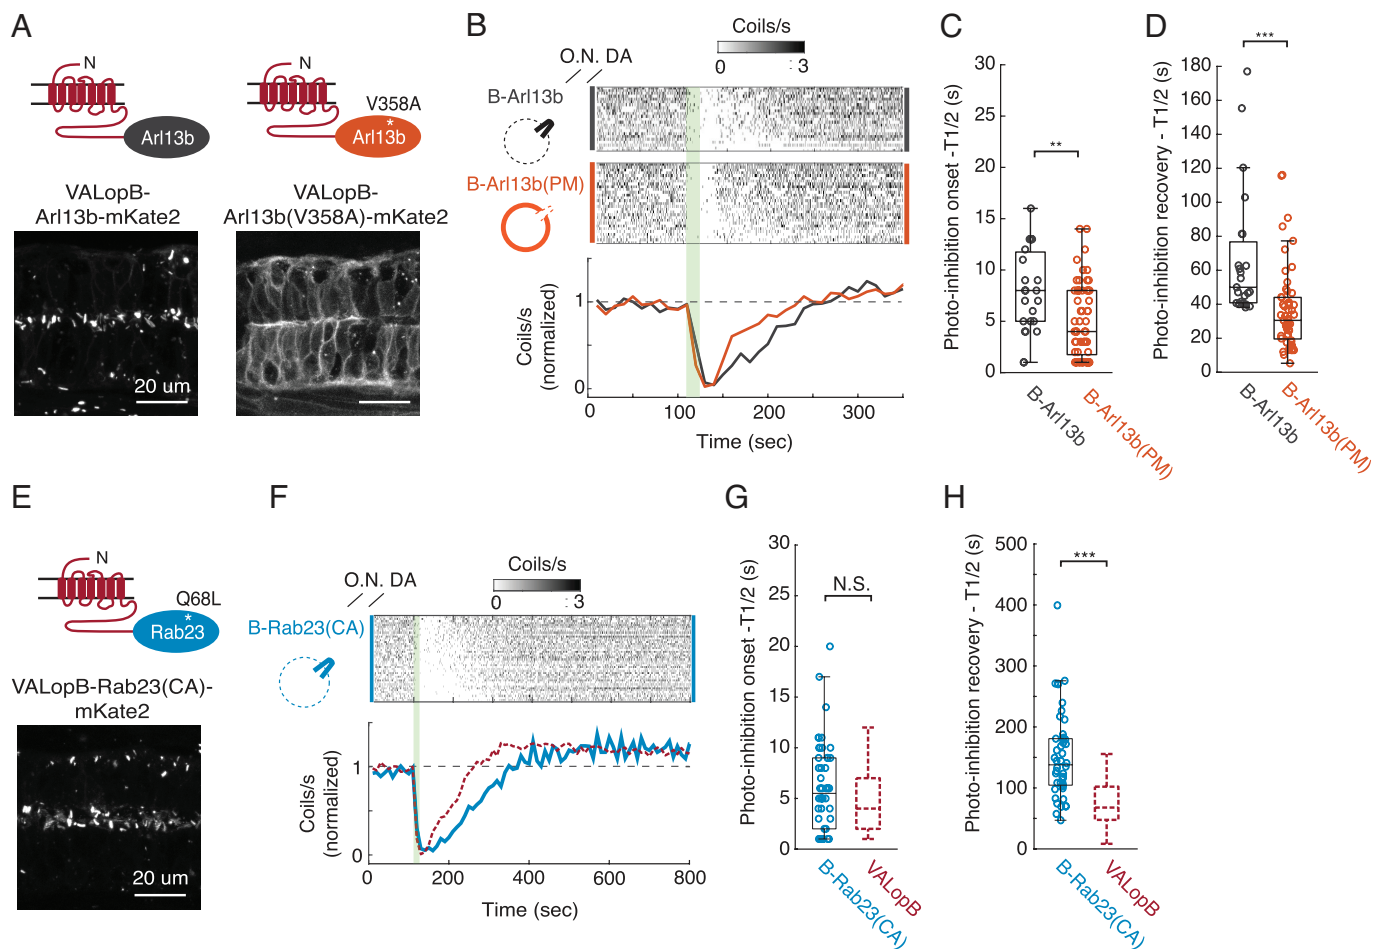 A
N
Arl13b
VALopB-
Arl13b-mKate2
20 um
N
V358A
*
Arl13b
VALopB-
Arl13b(V358A)-mKate2
B
Coils/s
0 3
O.N. DA
B-Arl13b
B-Arl13b(PM)
Coils/s
(normalized)
1
0
0 100 200 300
Time (sec)
C
Photo-inhibition onset -T1/2 (s)
30
25
20
15
10
5
0
**
B-Arl13b
B-Arl13b(PM)
D
Photo-inhibition recovery - T1/2 (s)
180
160
140
120
100
80
60
40
20
0
***
B-Arl13b
B-Arl13b(PM)
E
N
Q68L
*
Rab23
VALopB-Rab23(CA)-
mKate2
20 um
F
Coils/s
0 3
O.N. DA
B-Rab23(CA)
Coils/s
(normalized)
1
0
0 200 400 600 800
Time (sec)
G
Photo-inhibition onset -T1/2 (s)
30
25
20
15
10
5
0
N.S.
B-Rab23(CA)
VALopB
H
Photo-inhibition recovery - T1/2 (s)
500
400
300
200
100
0
***
B-Rab23(CA)
VALopB